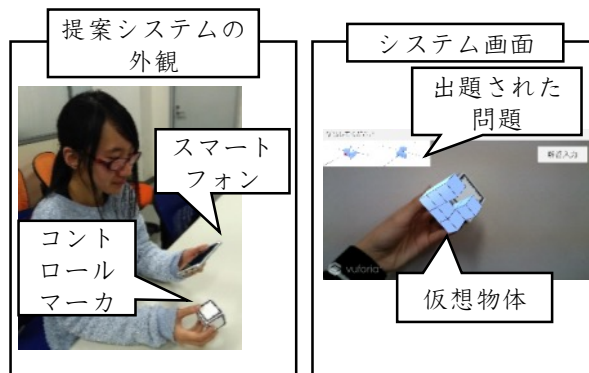 提案システムの
外観
スマート
フォン
コント
ロール
マーカ
システム画面
出題された
問題
解答入力
vuforia
仮想物体